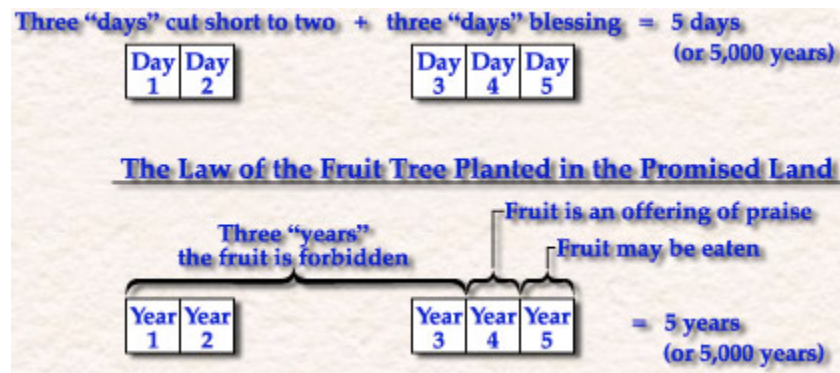 Three “days” cut short to two + three “days” blessing = 5 days
(or 5,000 years)
Day 1 Day 2 Day 3 Day 4 Day 5
The Law of the Fruit Tree Planted in the Promised Land
Fruit is an offering of praise
Three “years”
the fruit is forbidden
Fruit may be eaten
Year 1 Year 2 Year 3 Year 4 Year 5
= 5 years
(or 5,000 years)